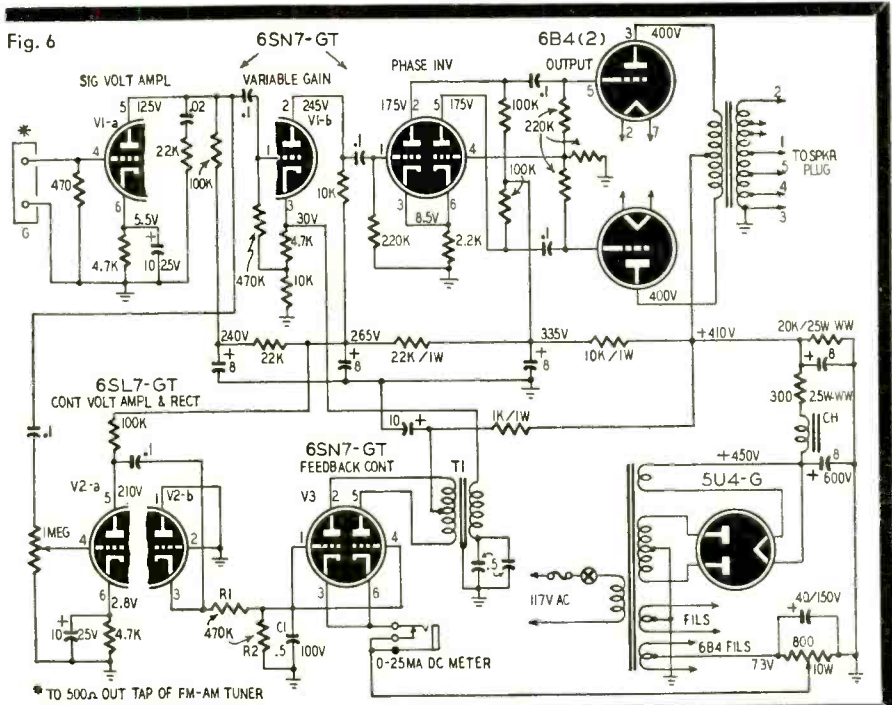 Fig. 6
6SN7-GT
6B4(2)
SIG VOLT AMPL
VARIABLE GAIN
PHASE INV
OUTPUT
3 400V
5 125V
.02
.1
2 245V
175V 2
5 175V
.1
100K
5
2 7
220K
V1-a
V1-b
*
4
22K
1
.1
1
4
100K
2
1
5
4
3
TO SPKR
PLUG
470
100K
10K
6
3
3
6
G
5.5V
30V
8.5V
4.7K
+
10 25V
4.7K
470K
10K
220K
2.2K
.1
400V
240V
22K
265V
22K/1W
335V
10K/1W
+410V
20K/25W WW
+
8
+
8
+
8
+
8
6SL7-GT
CONT VOLT AMPL & RECT
100K
300
25W-WW
CH
10 +
1K/1W
.1
.1
6SN7-GT
FEEDBACK CONT
T1
+450V
8
+ 600V
5U4-G
V2-a
5 210V
1 V2-b
V3
2 5
1MEG
4
2
1
4
.5
6
3
3
6
117V AC
2.8V
+
10 25V
4.7K
R1
470K
R2
C1
.5 100V
0-25MA DC METER
FILS
6B4 FILS
40/150V
+
800
10W
73V
* TO 500Ω OUT TAP OF FM-AM TUNER